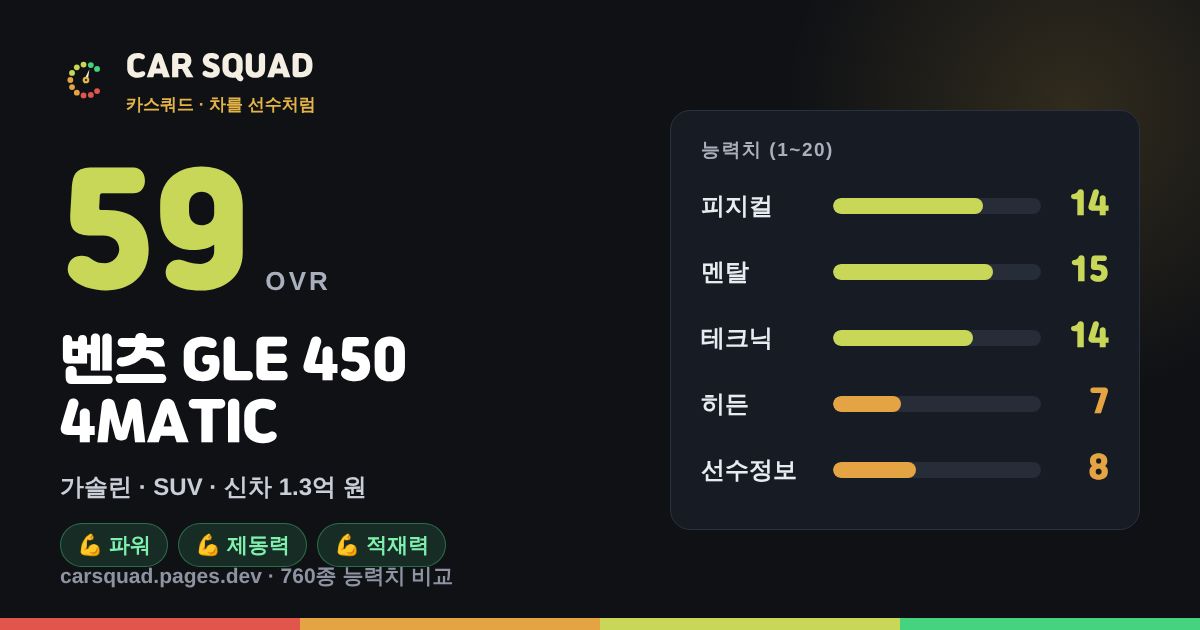 CAR SQUAD
카스쿼드 · 차를 선수처럼
59 OVR
벤츠 GLE 450
4MATIC
가솔린 · SUV · 신차 1.3억 원
💪 파워 💪 제동력 💪 적재력
carsquad.pages.dev · 760종 능력치 비교
능력치 (1~20)
피지컬 14
멘탈 15
테크닉 14
히든 7
선수정보 8